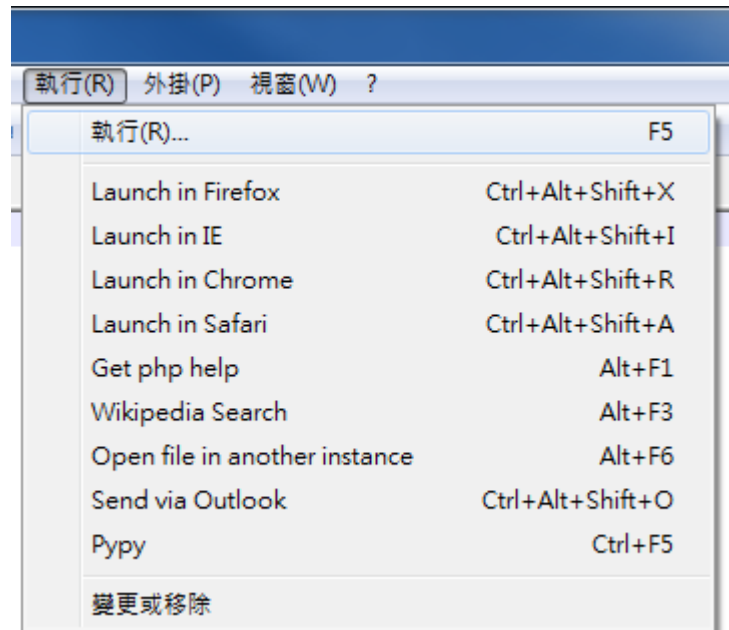 執行(R) 外掛(P) 視窗(W) ?
執行(R)... F5
Launch in Firefox Ctrl+Alt+Shift+X
Launch in IE Ctrl+Alt+Shift+I
Launch in Chrome Ctrl+Alt+Shift+R
Launch in Safari Ctrl+Alt+Shift+A
Get php help Alt+F1
Wikipedia Search Alt+F3
Open file in another instance Alt+F6
Send via Outlook Ctrl+Alt+Shift+O
Pypy Ctrl+F5
變更或移除